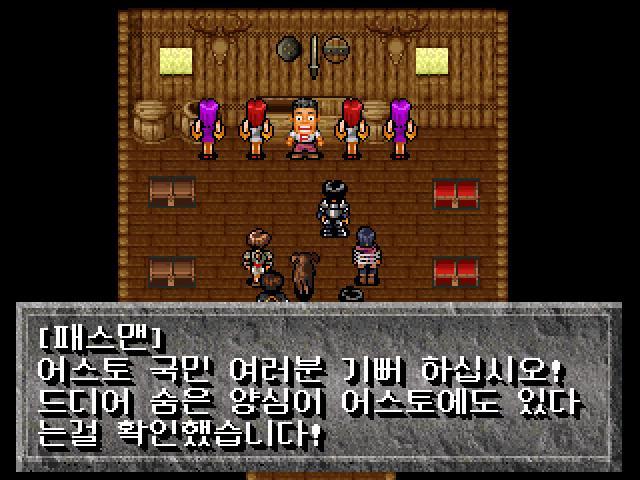 [패스맨]
어스토 국민 여러분 기뻐 하십시오!
드디어 숨은 양심이 어스토에도 있다
는걸 확인했습니다!